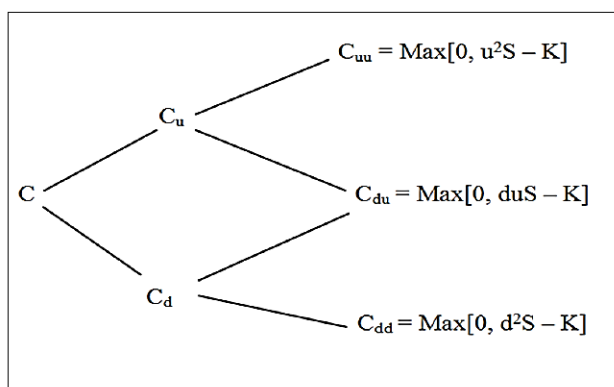 C_uu = Max[0, u²S – K]
C_u
C
C_du = Max[0, duS – K]
C_d
C_dd = Max[0, d²S – K]